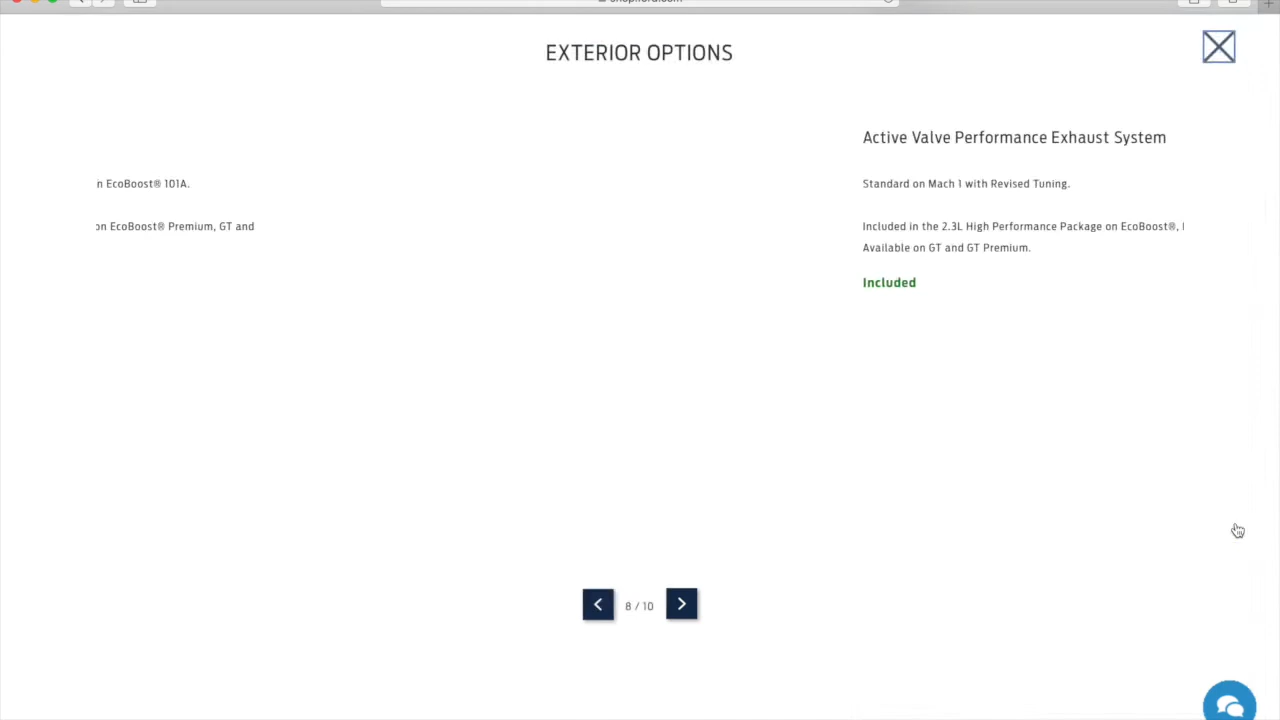 EXTERIOR OPTIONS
Active Valve Performance Exhaust System
n EcoBoost® 101A.
on EcoBoost® Premium, GT and
Standard on Mach 1 with Revised Tuning.
Included in the 2.3L High Performance Package on EcoBoost®,
Available on GT and GT Premium.
Included
8 / 10